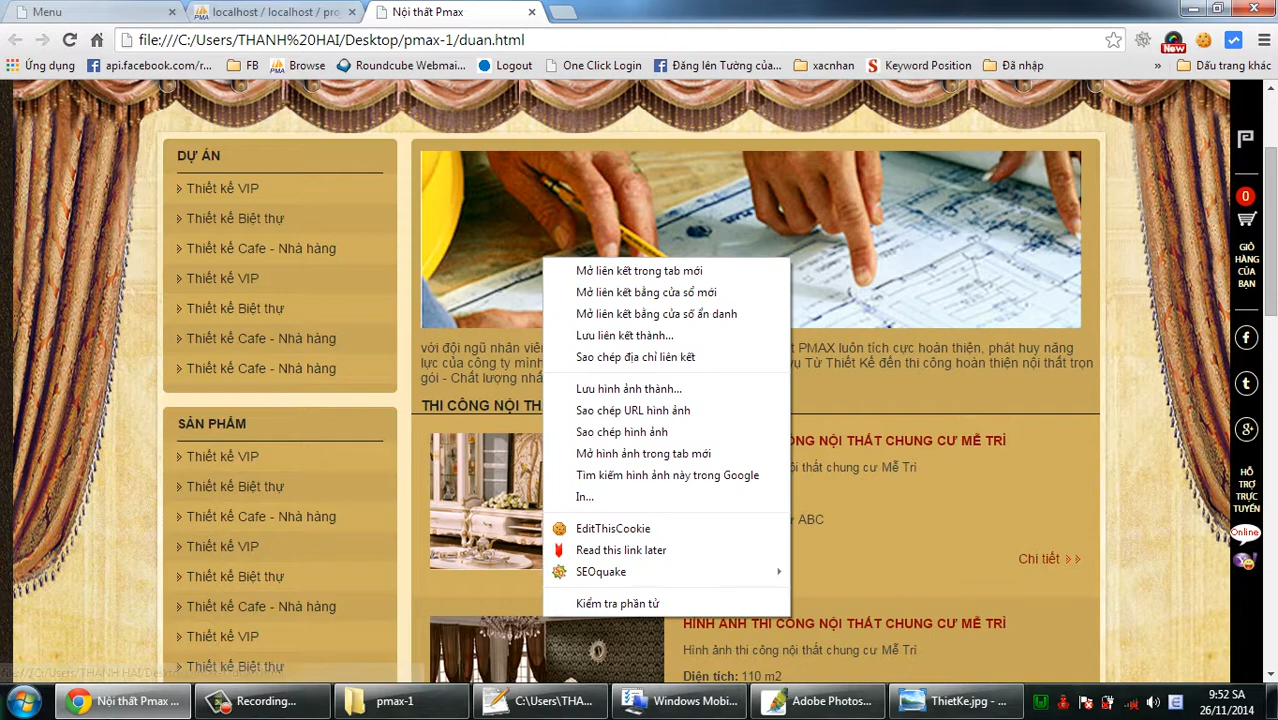 Menu
localhost / localhost / pro
Nội thất Pmax
file:///C:/Users/THANH%20HAI/Desktop/pmax-1/duan.html
New
Ứng dụng
api.facebook.com/r...
FB
Browse
Roundcube Webmai...
Logout
One Click Login
Đăng lên Tường của...
xacnhan
Keyword Position
Đã nhập
»
Dấu trang khác
DỰ ÁN
Thiết kế VIP
Thiết kế Biệt thự
Thiết kế Cafe - Nhà hàng
Thiết kế VIP
Thiết kế Biệt thự
Thiết kế Cafe - Nhà hàng
Thiết kế Cafe - Nhà hàng
SẢN PHẨM
Thiết kế VIP
Thiết kế Biệt thự
Thiết kế Cafe - Nhà hàng
Thiết kế VIP
Thiết kế Biệt thự
Thiết kế Cafe - Nhà hàng
Thiết kế VIP
Thiết kế Biệt thự
Mở liên kết trong tab mới
Mở liên kết bằng cửa sổ mới
Mở liên kết bằng cửa sổ ẩn danh
Lưu liên kết thành...
Sao chép địa chỉ liên kết
Lưu hình ảnh thành...
Sao chép URL hình ảnh
Sao chép hình ảnh
Mở hình ảnh trong tab mới
Tìm kiếm hình ảnh này trong Google
In...
EditThisCookie
Read this link later
SEOquake
Kiểm tra phần tử
với đội ngũ nhân viên PMAX luôn tích cực hoàn thiện, phát huy năng
lực của công ty mình Từ Thiết Kế đến thi công hoàn thiện nội thất trọn
gói - Chất lượng
THI CÔNG NỘI
NỘI THẤT CHUNG CƯ MỄ TRÌ
nội thất chung cư Mễ Trì
ABC
Chi tiết
HÌNH ẢNH THI CÔNG NỘI THẤT CHUNG CƯ MỄ TRÌ
Hình ảnh thi công nội thất chung cư Mễ Trì
Diện tích: 110 m2
0
GIỎ
HÀNG
CỦA
BẠN
f
t
g+
HỖ
TRỢ
TRỰC
TUYẾN
Online
Nội thất Pmax ...
Recording...
pmax-1
C:\Users\THA...
Windows Mobi...
Adobe Photos...
ThietKe.jpg - ...
9:52 SA
26/11/2014